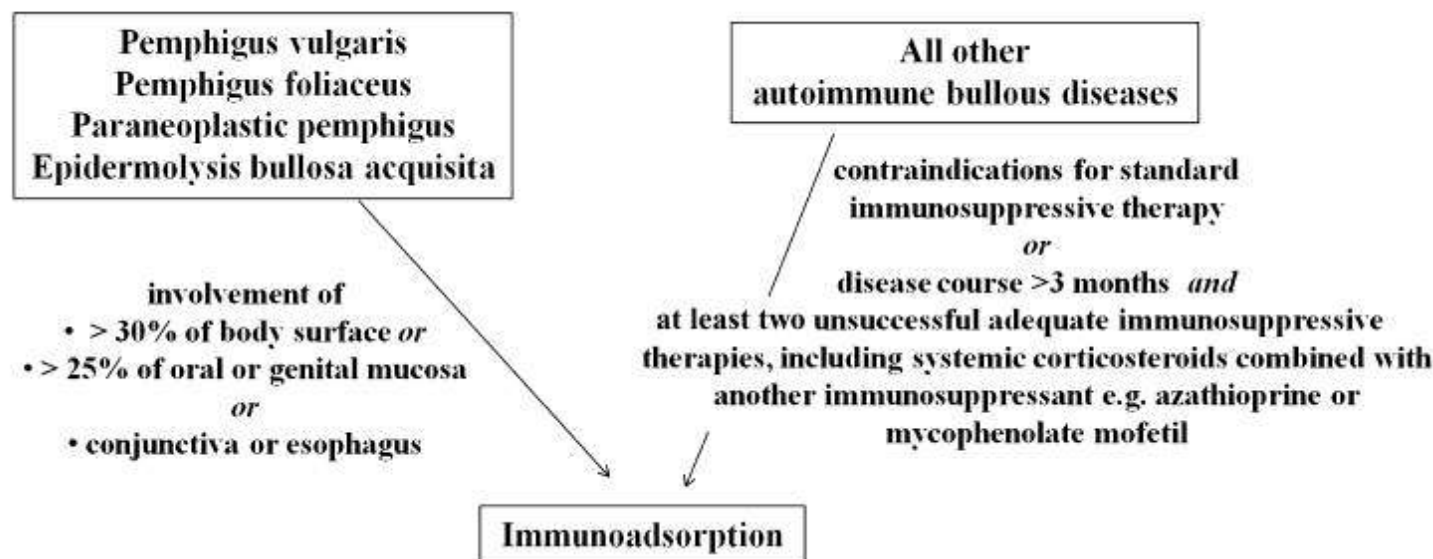 Pemphigus vulgaris
Pemphigus foliaceus
Paraneoplastic pemphigus
Epidermolysis bullosa acquisita
All other
autoimmune bullous diseases
involvement of
• > 30% of body surface or
• > 25% of oral or genital mucosa
or
• conjunctiva or esophagus
contraindications for standard
immunosuppressive therapy
or
disease course >3 months and
at least two unsuccessful adequate immunosuppressive
therapies, including systemic corticosteroids combined with
another immunosuppressant e.g. azathioprine or
mycophenolate mofetil
Immunoadsorption